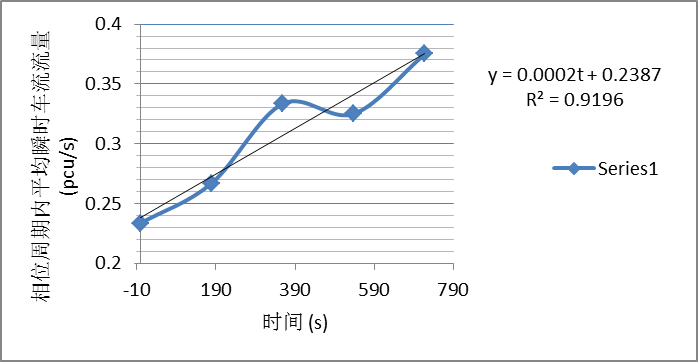 相位周期内平均瞬时车流流量
(pcu/s)
0.4
0.35
0.3
0.25
0.2
-10 190 390 590 790
时间 (s)
y = 0.0002t + 0.2387
R² = 0.9196
Series1